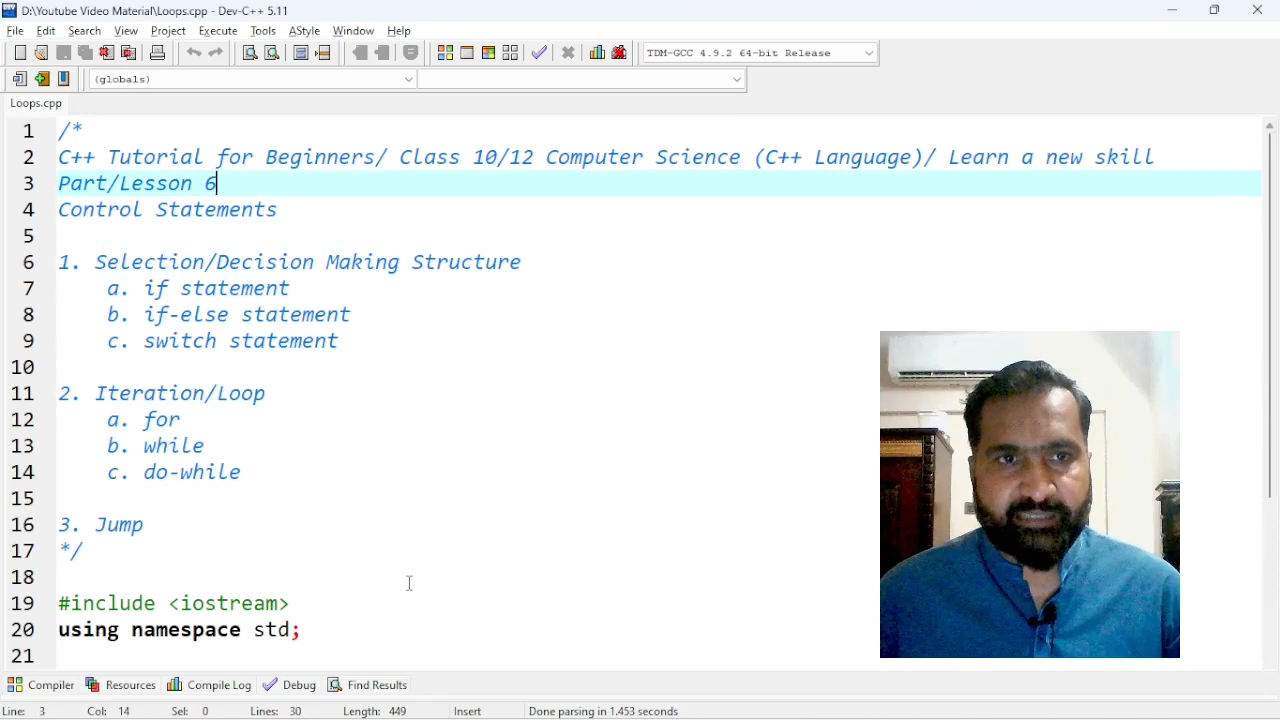 D:\Youtube Video Material\Loops.cpp - Dev-C++ 5.11
File Edit Search View Project Execute Tools AStyle Window Help
TDM-GCC 4.9.2 64-bit Release
(globals)
Loops.cpp
1 /*
2 C++ Tutorial for Beginners/ Class 10/12 Computer Science (C++ Language)/ Learn a new skill
3 Part/Lesson 6
4 Control Statements
5
6 1. Selection/Decision Making Structure
7 a. if statement
8 b. if-else statement
9 c. switch statement
10
11 2. Iteration/Loop
12 a. for
13 b. while
14 c. do-while
15
16 3. Jump
17 */
18
19 #include <iostream>
20 using namespace std;
21
Compiler Resources Compile Log Debug Find Results
Line: 3 Col: 14 Sel: 0 Lines: 30 Length: 449 Insert Done parsing in 1.453 seconds